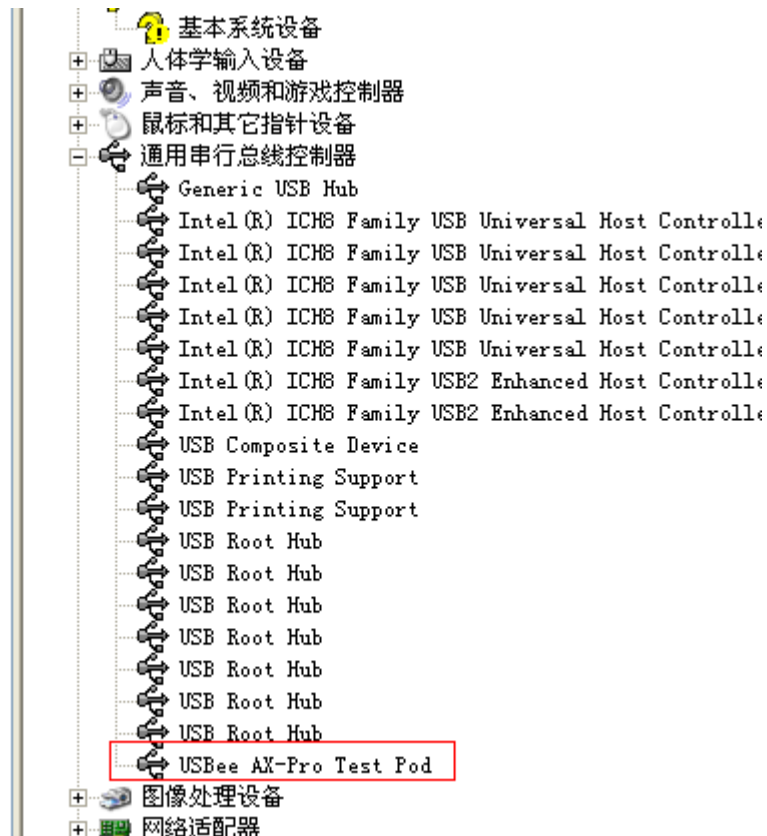 基本系统设备
人体学输入设备
声音、视频和游戏控制器
鼠标和其它指针设备
通用串行总线控制器
Generic USB Hub
Intel(R) ICH8 Family USB Universal Host Controlle
Intel(R) ICH8 Family USB Universal Host Controlle
Intel(R) ICH8 Family USB Universal Host Controlle
Intel(R) ICH8 Family USB Universal Host Controlle
Intel(R) ICH8 Family USB Universal Host Controlle
Intel(R) ICH8 Family USB2 Enhanced Host Controlle
Intel(R) ICH8 Family USB2 Enhanced Host Controlle
USB Composite Device
USB Printing Support
USB Printing Support
USB Root Hub
USB Root Hub
USB Root Hub
USB Root Hub
USB Root Hub
USB Root Hub
USB Root Hub
USBee AX-Pro Test Pod
图像处理设备
网络适配器